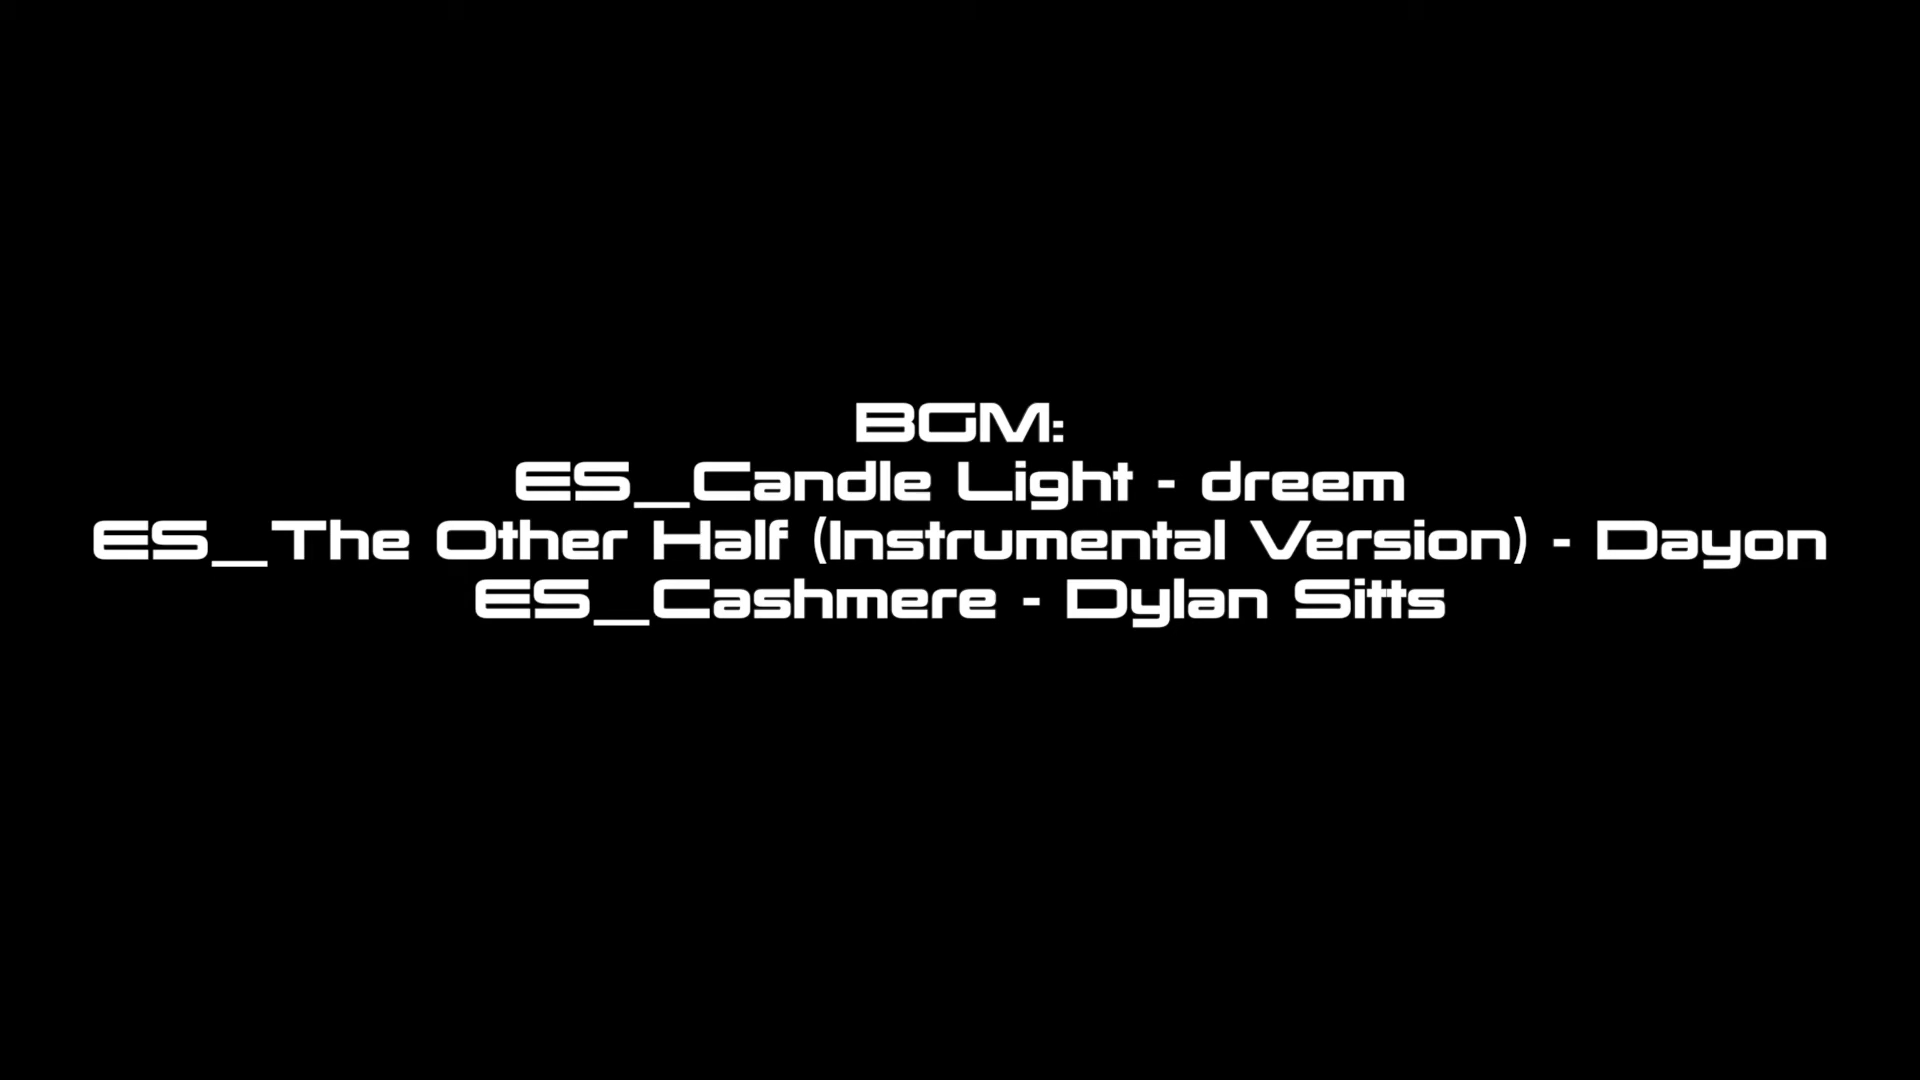 BGM:
ES_Candle Light - dreem
ES_The Other Half (Instrumental Version) - Dayon
ES_Cashmere - Dylan Sitts